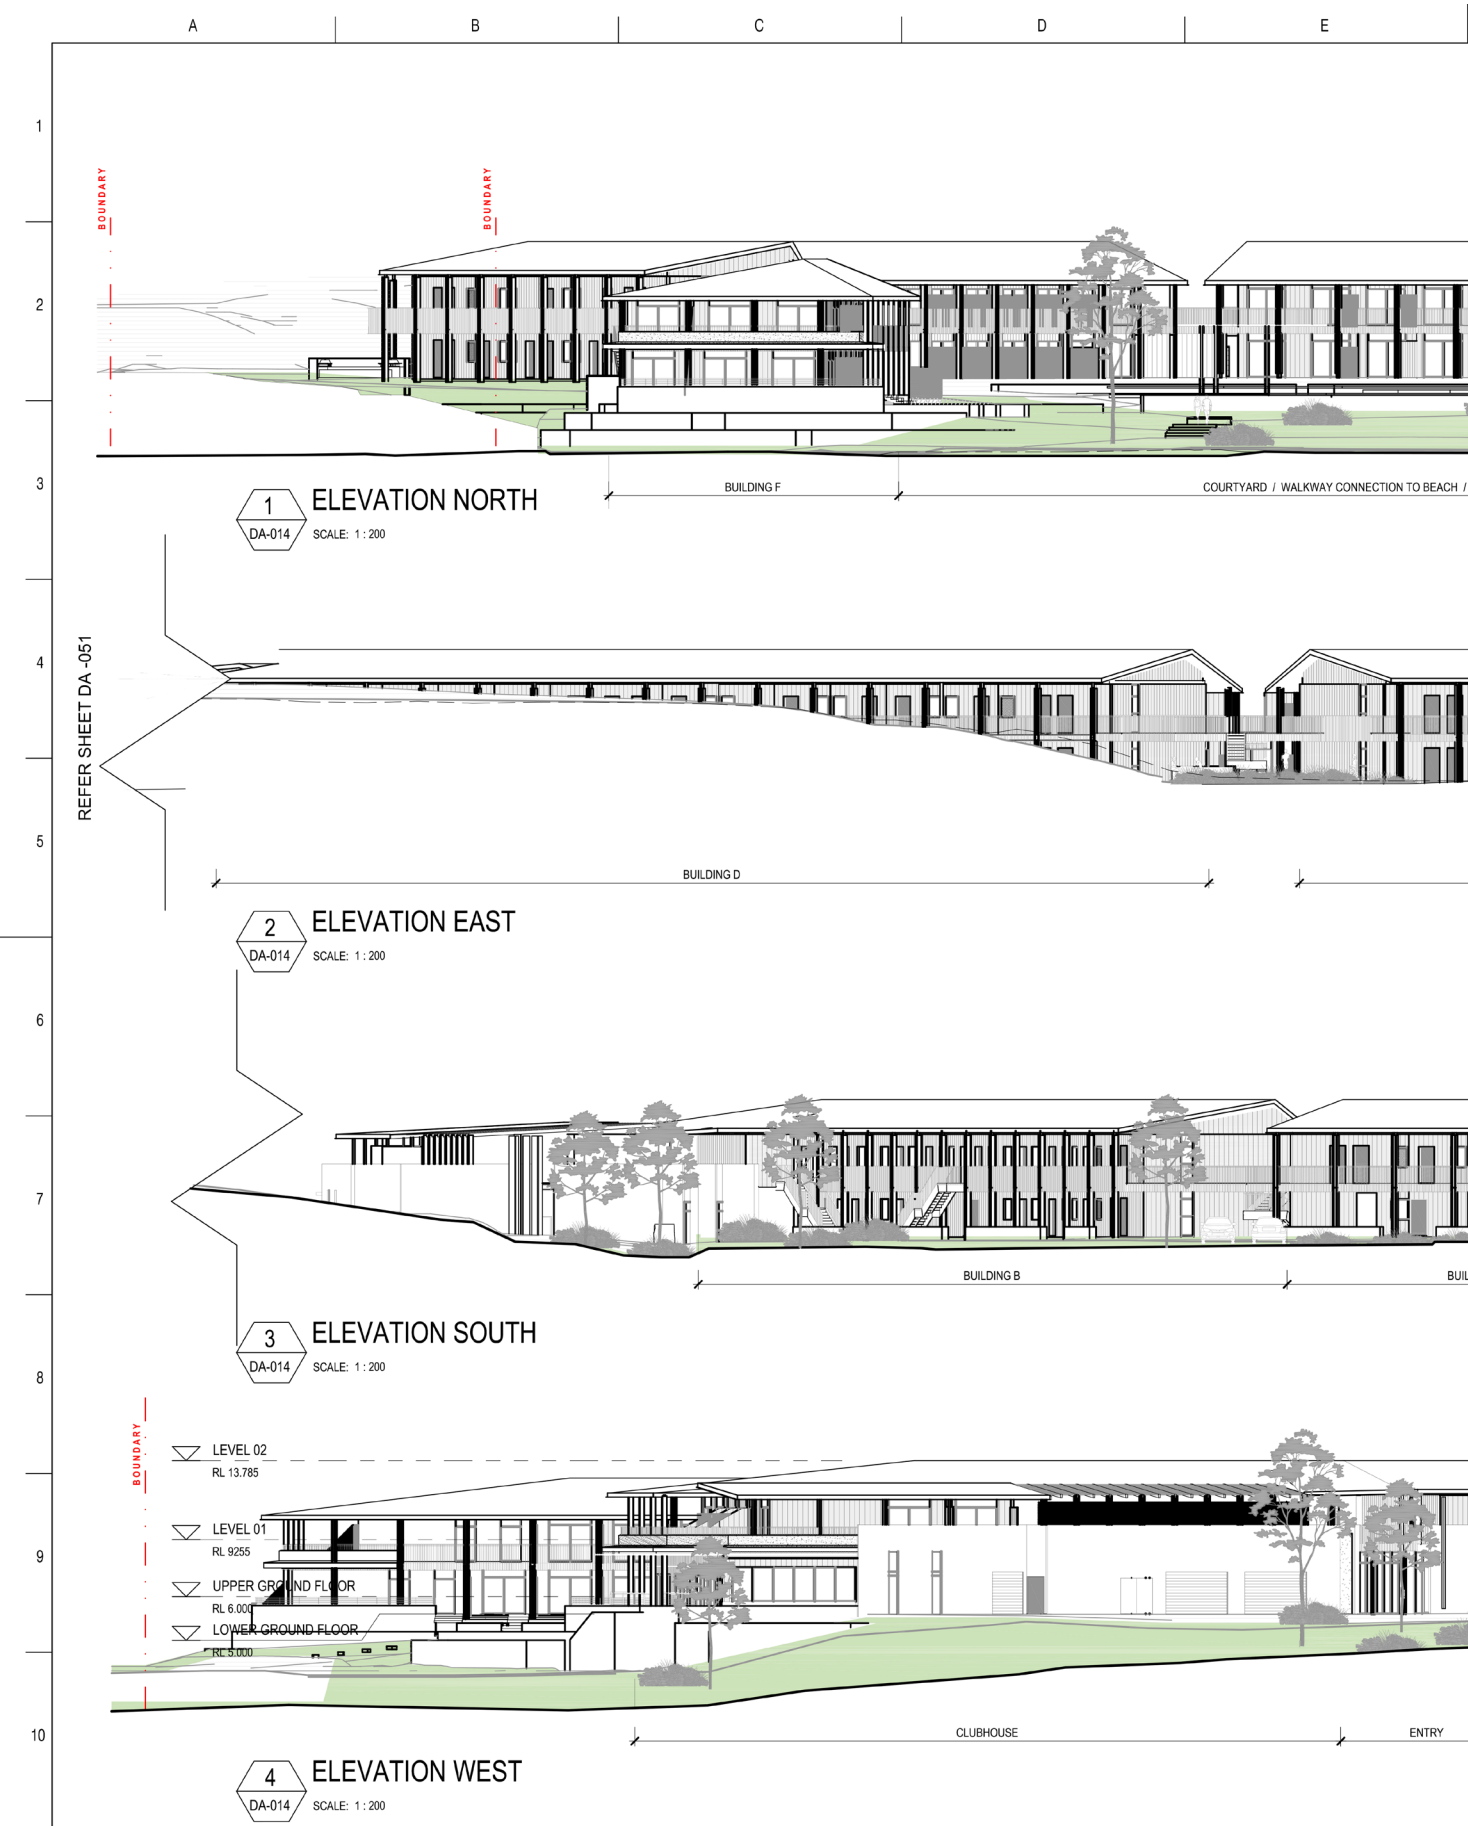 A B C D E
1
BOUNDARY
BOUNDARY
2
3
BUILDING F
COURTYARD / WALKWAY CONNECTION TO BEACH /
1
DA-014
ELEVATION NORTH
SCALE: 1 : 200
4
REFER SHEET DA -051
5
BUILDING D
2
DA-014
ELEVATION EAST
SCALE: 1 : 200
6
7
BUILDING B
BUIL
3
DA-014
ELEVATION SOUTH
SCALE: 1 : 200
8
BOUNDARY
LEVEL 02
RL 13.785
LEVEL 01
RL 9255
9
UPPER GROUND FLOOR
RL 6.000
LOWER GROUND FLOOR
RL 5.000
10
CLUBHOUSE
ENTRY
4
DA-014
ELEVATION WEST
SCALE: 1 : 200